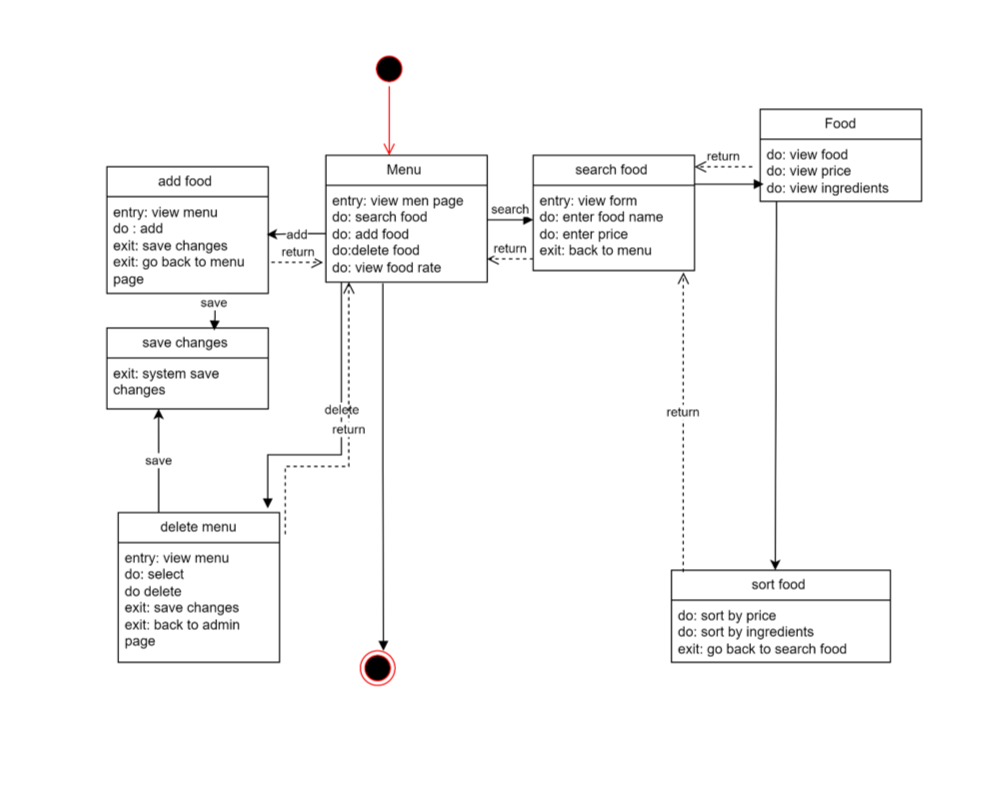 Food
do: view food
do: view price
do: view ingredients
return
Menu
entry: view men page
do: search food
do: add food
do:delete food
do: view food rate
search food
entry: view form
do: enter food name
do: enter price
exit: back to menu
add food
entry: view menu
do : add
exit: save changes
exit: go back to menu
page
search
return
add
return
save
save changes
exit: system save
changes
delete
return
return
save
delete menu
entry: view menu
do: select
do delete
exit: save changes
exit: back to admin
page
sort food
do: sort by price
do: sort by ingredients
exit: go back to search food